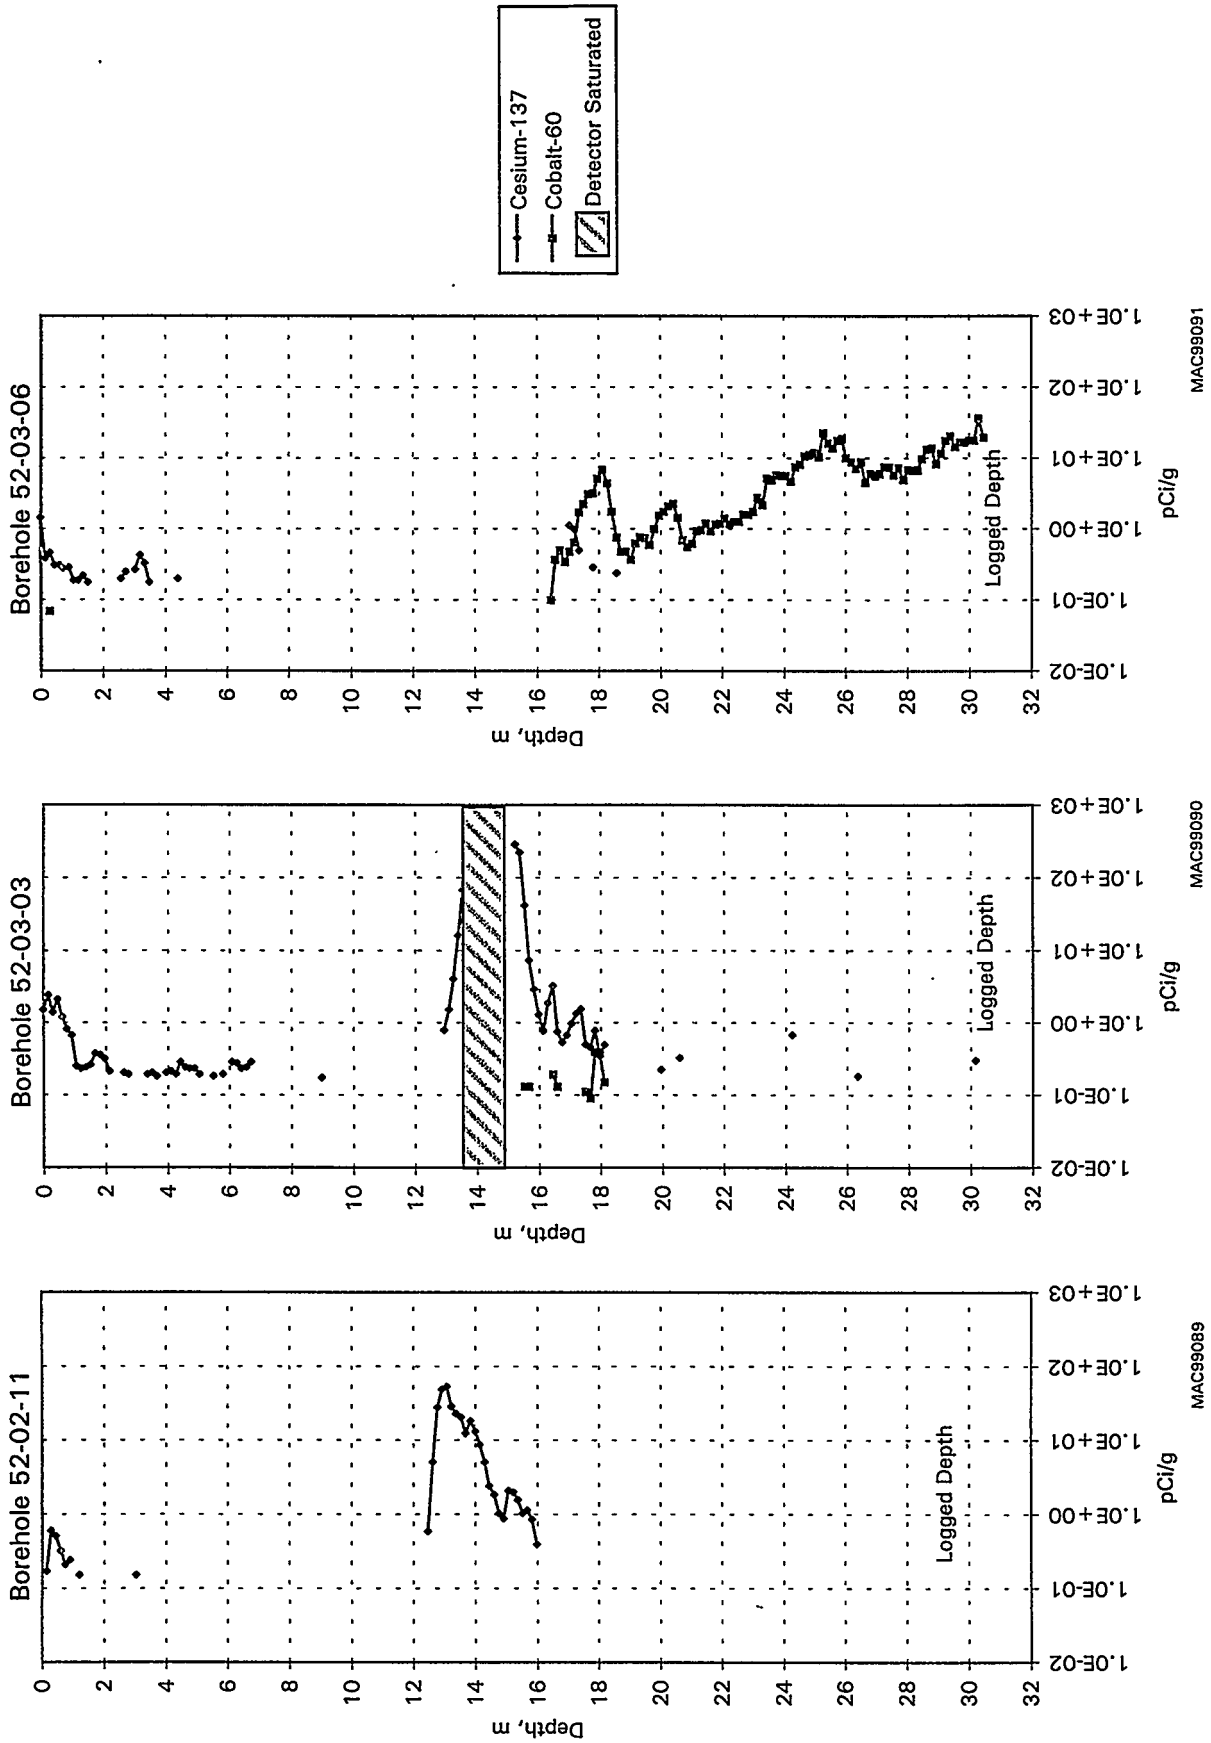 Borehole 52-02-11
0
2
4
6
8
10
12
14
16
18
20
22
24
26
28
30
32
Depth, m
1.0E-02
1.0E-01
1.0E+00
1.0E+01
1.0E+02
1.0E+03
pCi/g
Logged Depth
MAC99089
Borehole 52-03-03
0
2
4
6
8
10
12
14
16
18
20
22
24
26
28
30
32
Depth, m
1.0E-02
1.0E-01
1.0E+00
1.0E+01
1.0E+02
1.0E+03
pCi/g
Logged Depth
MAC99090
Borehole 52-03-06
0
2
4
6
8
10
12
14
16
18
20
22
24
26
28
30
32
Depth, m
1.0E-02
1.0E-01
1.0E+00
1.0E+01
1.0E+02
1.0E+03
pCi/g
Logged Depth
MAC99091
Cesium-137
Cobalt-60
Detector Saturated